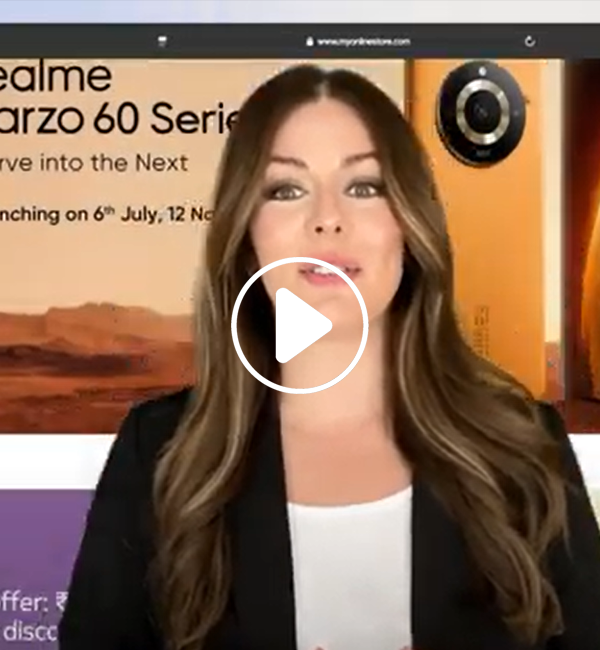 www.myonlinestore.com
ealme
arzo 60 Serie
rve into the Next
nching on 6th July, 12 No
ffer: ₹
disco